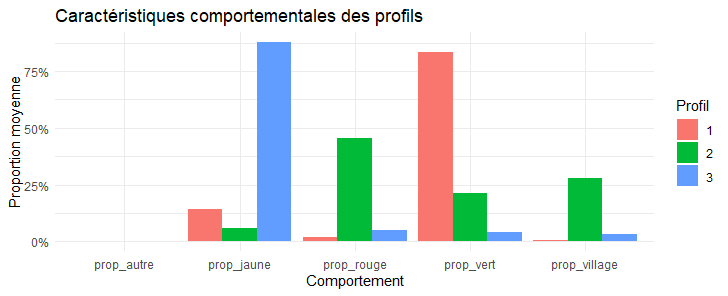 Caractéristiques comportementales des profils
Proportion moyenne
75%
50%
25%
0%
prop_autre prop_jaune prop_rouge prop_vert prop_village
Comportement
Profil
1
2
3